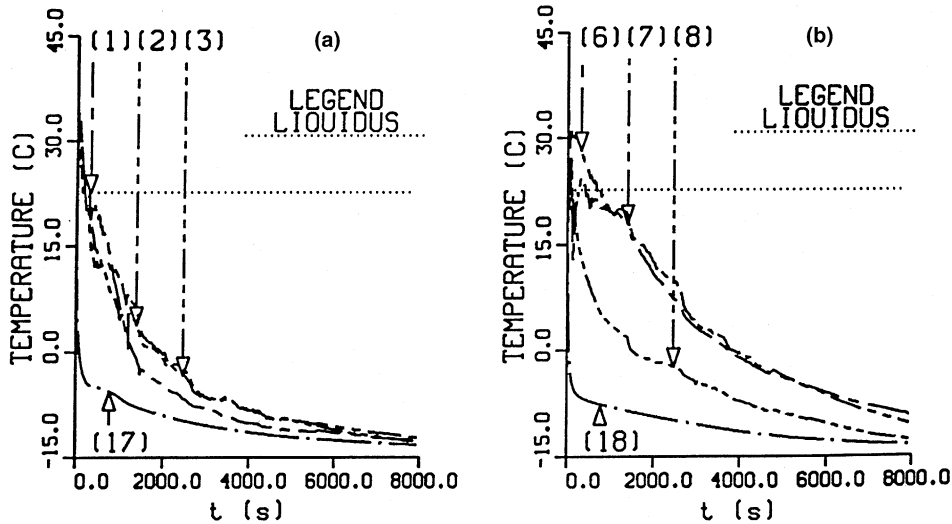 (a)
(1) (2) (3)
LEGEND
LIQUIDUS
TEMPERATURE (C)
45.0
30.0
15.0
0.0
-15.0
(17)
0.0 2000.0 4000.0 6000.0 8000.0
t (s)
(b)
(6) (7) (8)
LEGEND
LIQUIDUS
TEMPERATURE (C)
45.0
30.0
15.0
0.0
-15.0
(18)
0.0 2000.0 4000.0 6000.0 8000.0
t (s)